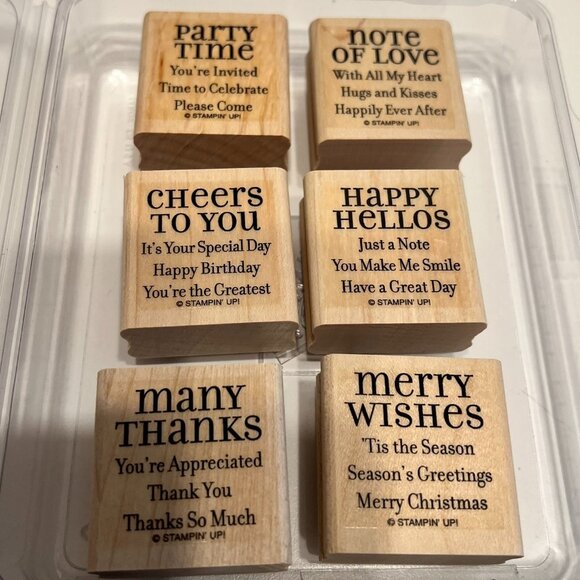 PARTY
TIME
You're Invited
Time to Celebrate
Please Come
© STAMPIN' UP!
NOTE
OF LOVE
With All My Heart
Hugs and Kisses
Happily Ever After
© STAMPIN' UP!
CHEERS
TO YOU
It's Your Special Day
Happy Birthday
You're the Greatest
© STAMPIN' UP!
HAPPY
HELLOS
Just a Note
You Make Me Smile
Have a Great Day
© STAMPIN' UP!
MANY
THANKS
You're Appreciated
Thank You
Thanks So Much
© STAMPIN' UP!
MERRY
WISHES
'Tis the Season
Season's Greetings
Merry Christmas
© STAMPIN' UP!